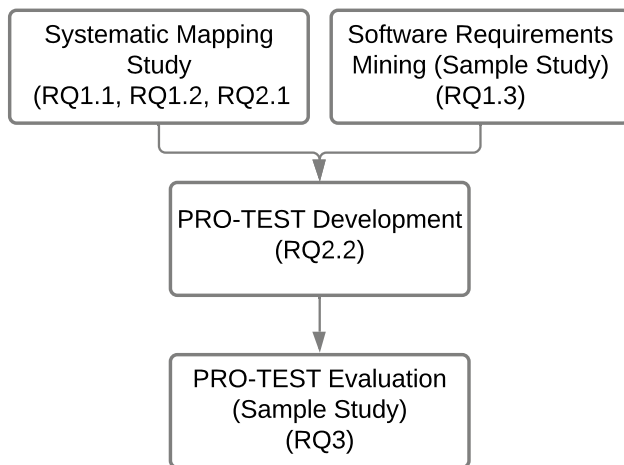 Systematic Mapping
Study
(RQ1.1, RQ1.2, RQ2.1
Software Requirements
Mining (Sample Study)
(RQ1.3)
PRO-TEST Development
(RQ2.2)
PRO-TEST Evaluation
(Sample Study)
(RQ3)